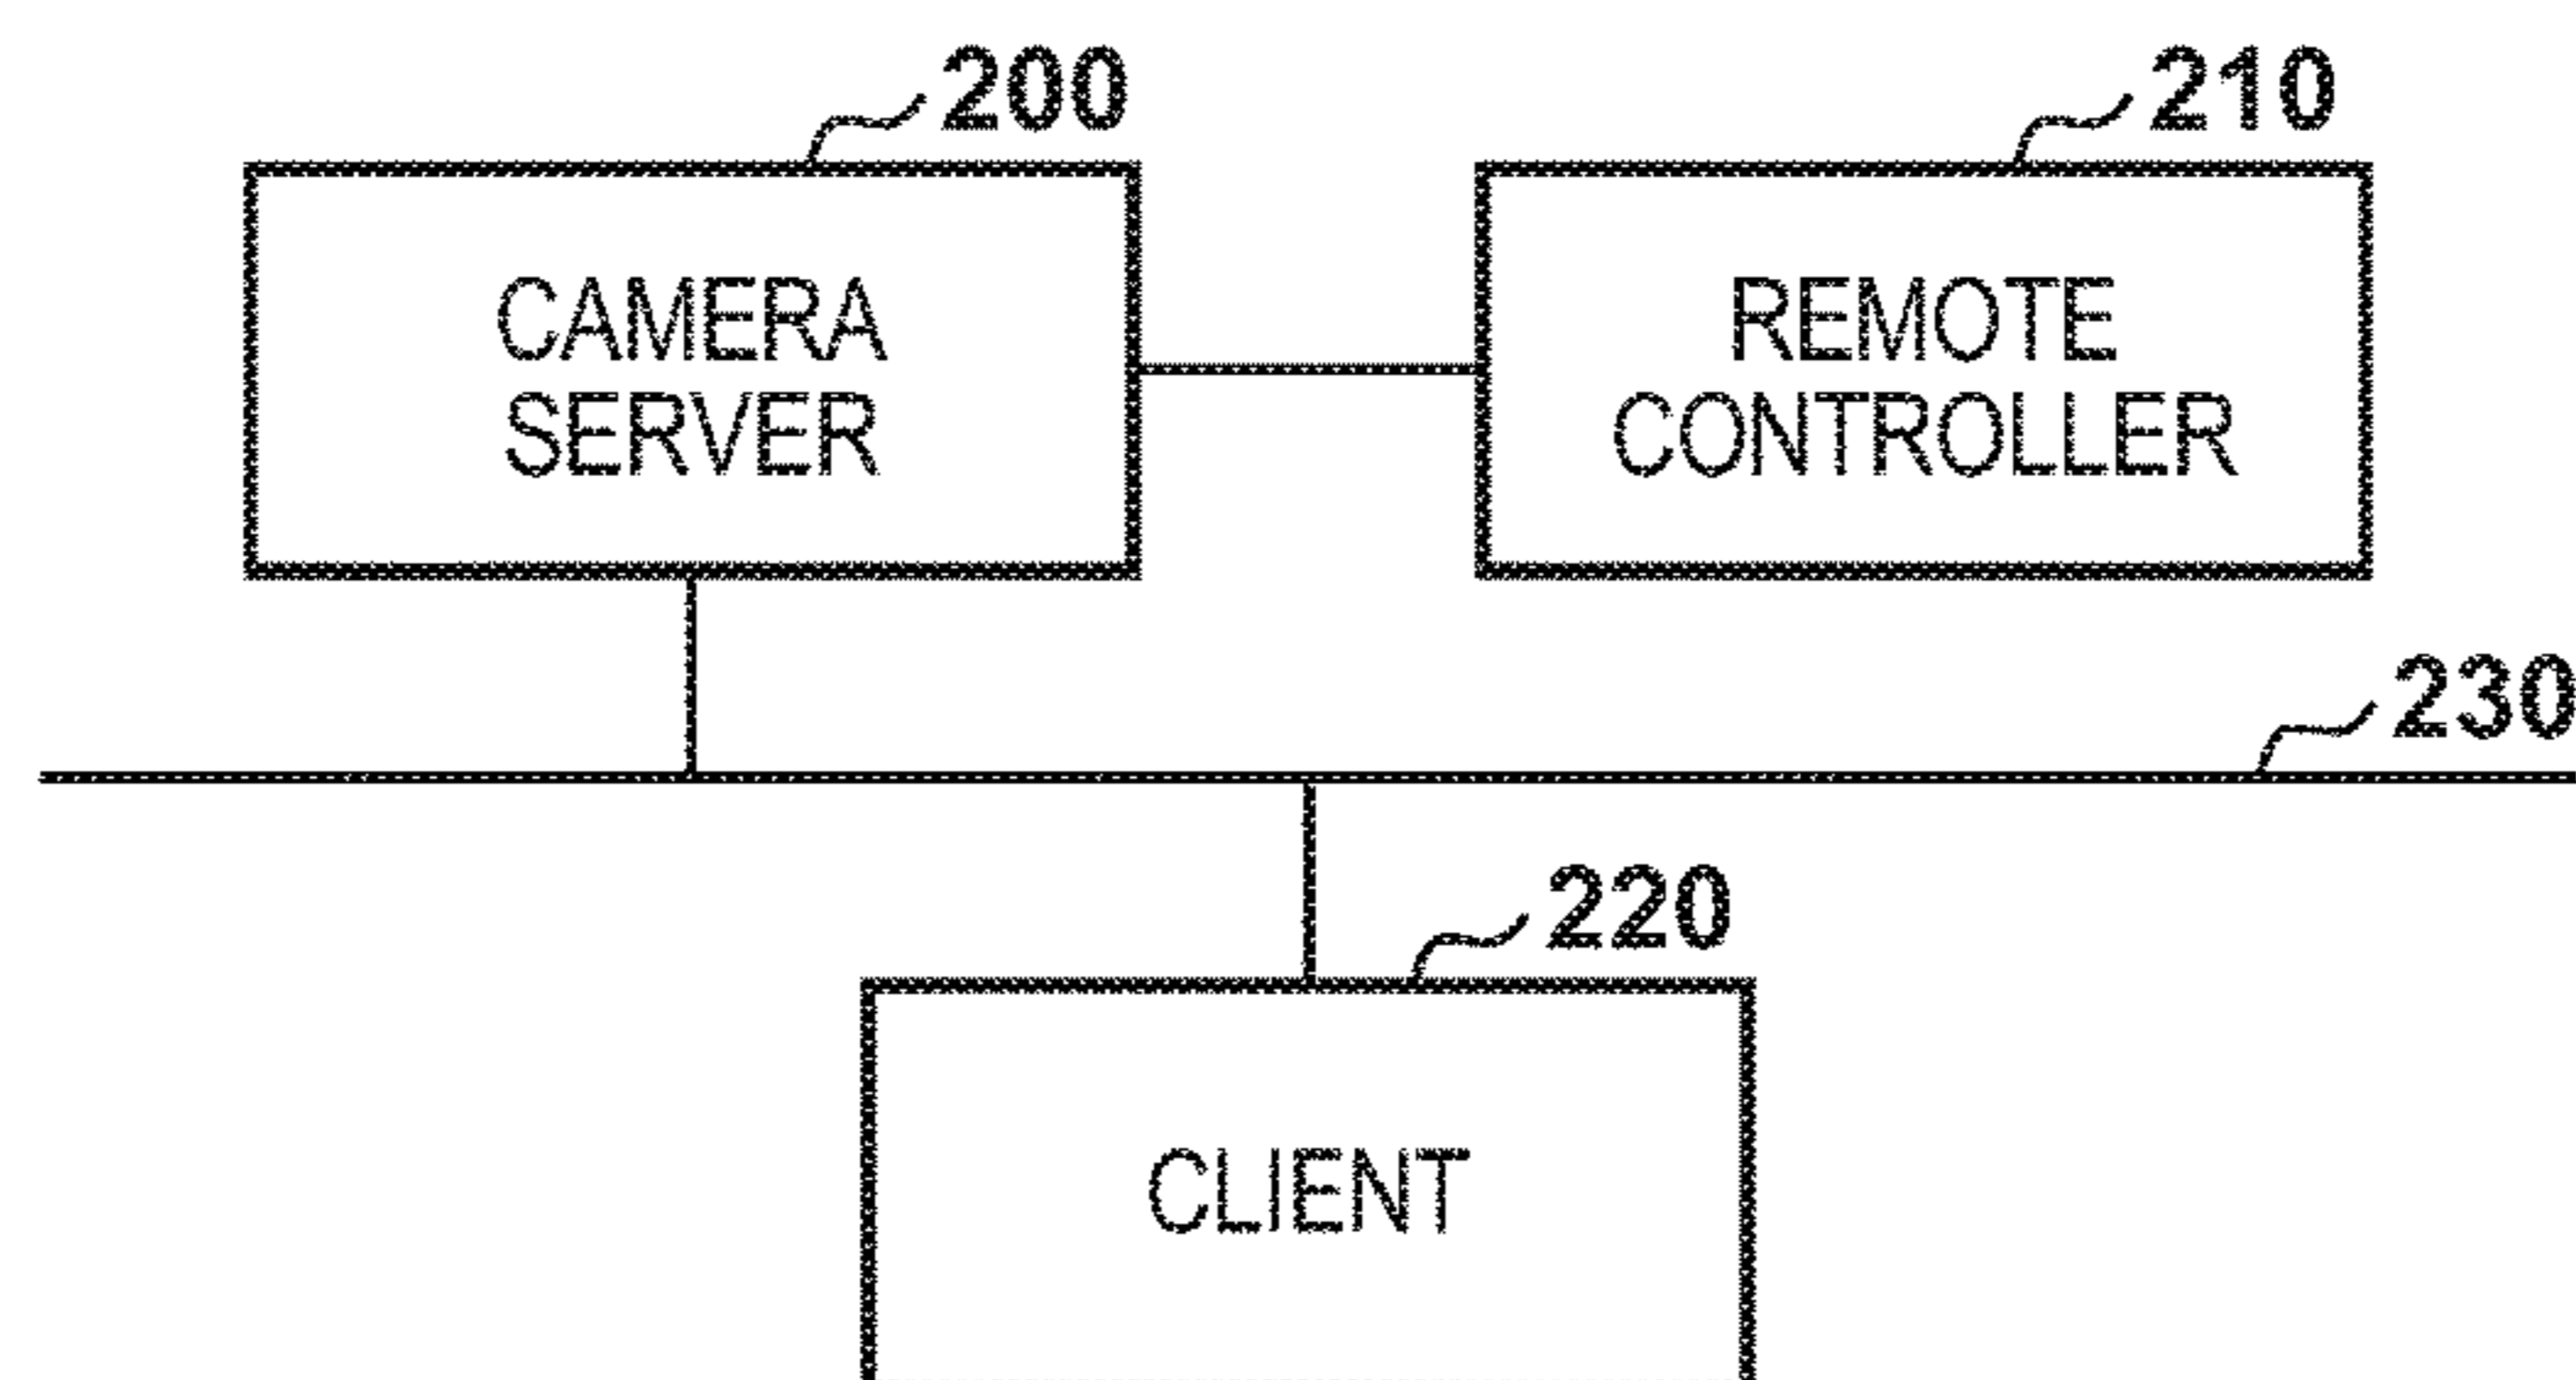 200
210
CAMERA
SERVER
REMOTE
CONTROLLER
230
220
CLIENT